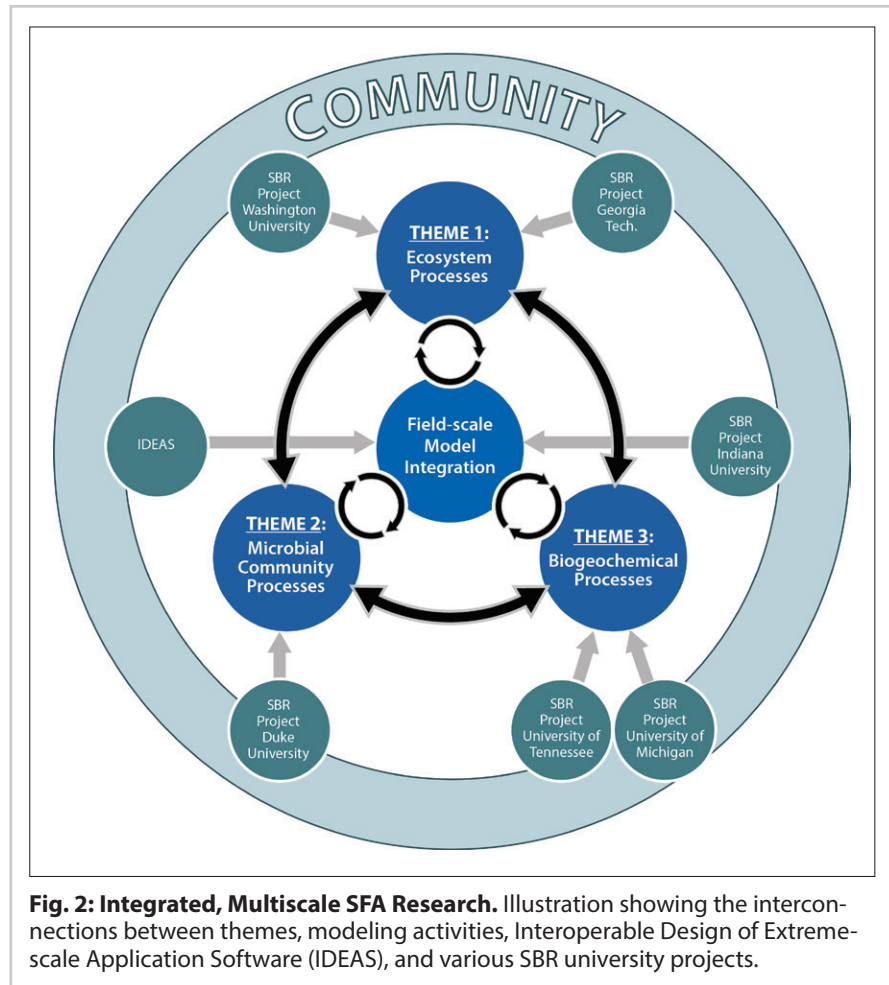 COMMUNITY
SBR
Project
Washington
University
SBR
Project
Georgia
Tech.
THEME 1:
Ecosystem
Processes
IDEAS
Field-scale
Model
Integration
SBR
Project
Indiana
University
THEME 2:
Microbial
Community
Processes
THEME 3:
Biogeochemical
Processes
SBR
Project
Duke
University
SBR
Project
University of
Tennessee
SBR
Project
University of
Michigan
Fig. 2: Integrated, Multiscale SFA Research. Illustration showing the intercon-
nections between themes, modeling activities, Interoperable Design of Extreme-
scale Application Software (IDEAS), and various SBR university projects.